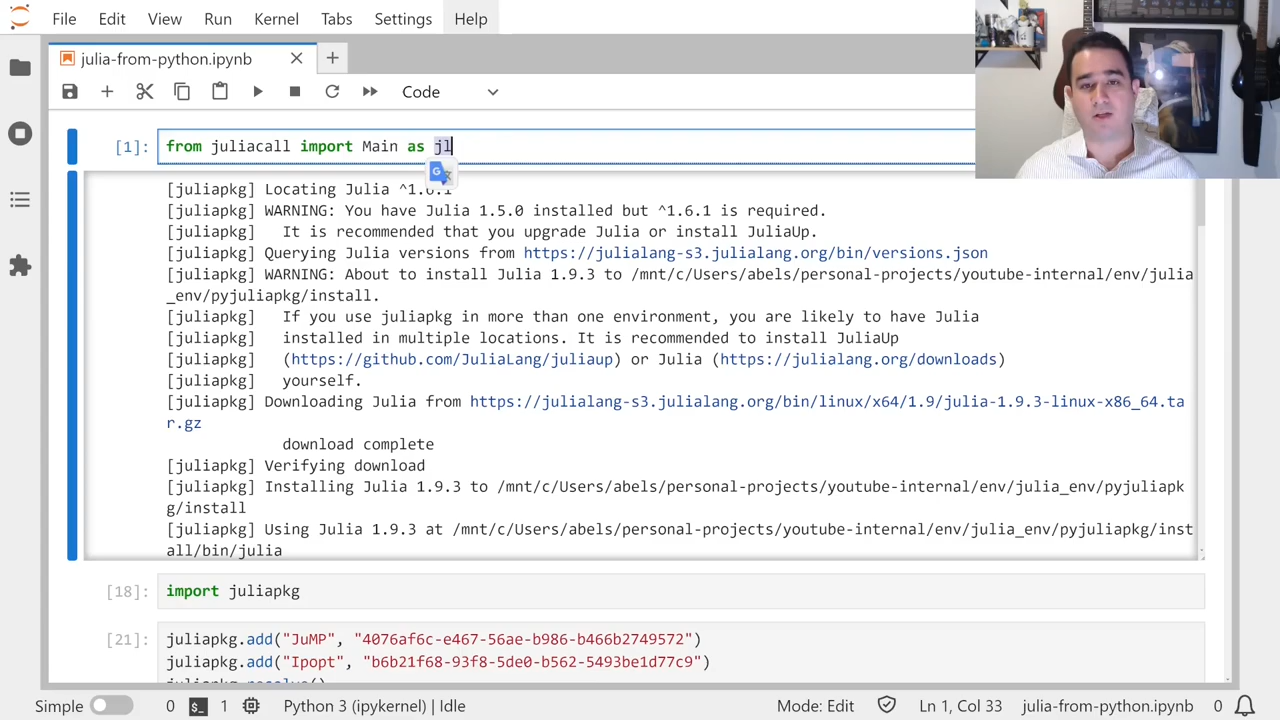 File Edit View Run Kernel Tabs Settings Help
julia-from-python.ipynb
Code
[1]: from juliacall import Main as jl
[juliapkg] Locating Julia ^1.6.1
[juliapkg] WARNING: You have Julia 1.5.0 installed but ^1.6.1 is required.
[juliapkg]   It is recommended that you upgrade Julia or install JuliaUp.
[juliapkg] Querying Julia versions from https://julialang-s3.julialang.org/bin/versions.json
[juliapkg] WARNING: About to install Julia 1.9.3 to /mnt/c/Users/abels/personal-projects/youtube-internal/env/julia
_env/pyjuliapkg/install.
[juliapkg]   If you use juliapkg in more than one environment, you are likely to have Julia
[juliapkg]   installed in multiple locations. It is recommended to install JuliaUp
[juliapkg]   (https://github.com/JuliaLang/juliaup) or Julia (https://julialang.org/downloads)
[juliapkg]   yourself.
[juliapkg] Downloading Julia from https://julialang-s3.julialang.org/bin/linux/x64/1.9/julia-1.9.3-linux-x86_64.ta
r.gz
download complete
[juliapkg] Verifying download
[juliapkg] Installing Julia 1.9.3 to /mnt/c/Users/abels/personal-projects/youtube-internal/env/julia_env/pyjuliapk
g/install
[juliapkg] Using Julia 1.9.3 at /mnt/c/Users/abels/personal-projects/youtube-internal/env/julia_env/pyjuliapkg/inst
all/bin/julia
[18]: import juliapkg
[21]: juliapkg.add("JuMP", "4076af6c-e467-56ae-b986-b466b2749572")
juliapkg.add("Ipopt", "b6b21f68-93f8-5de0-b562-5493be1d77c9")
juliapkg.resolve()
Simple 0 1 Python 3 (ipykernel) | Idle Mode: Edit Ln 1, Col 33 julia-from-python.ipynb 0